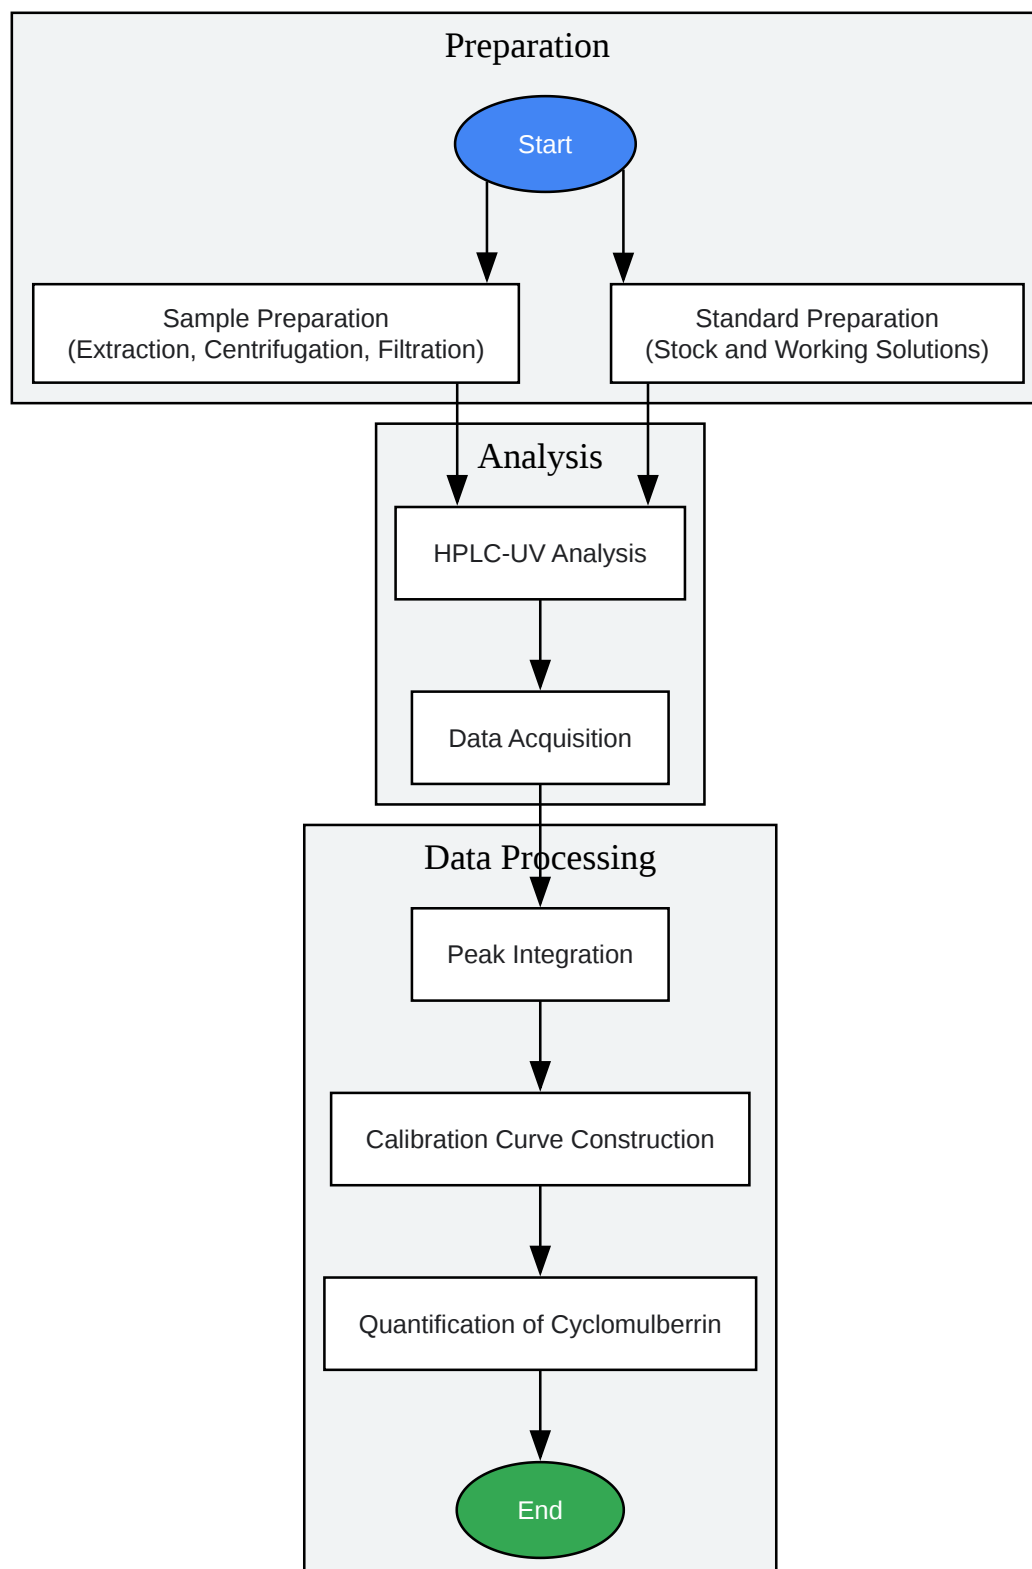 Preparation
Start
Sample Preparation
(Extraction, Centrifugation, Filtration)
Standard Preparation
(Stock and Working Solutions)
Analysis
HPLC-UV Analysis
Data Acquisition
Data Processing
Peak Integration
Calibration Curve Construction
Quantification of Cyclomulberrin
End